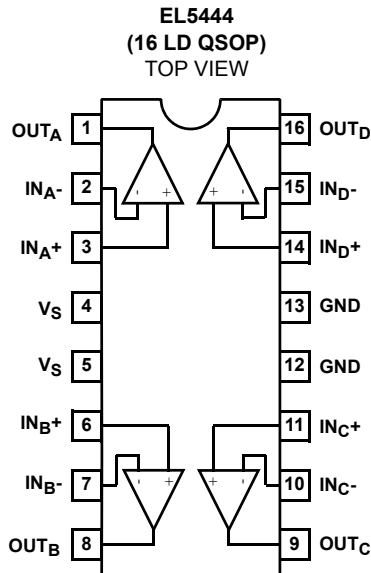 EL5444
(16 LD QSOP)
TOP VIEW
OUTA 1 16 OUTD
INA- 2 - + + - 15 IND-
INA+ 3 14 IND+
VS 4 13 GND
VS 5 12 GND
INB+ 6 11 INC+
INB- 7 - + + - 10 INC-
OUTB 8 9 OUTC